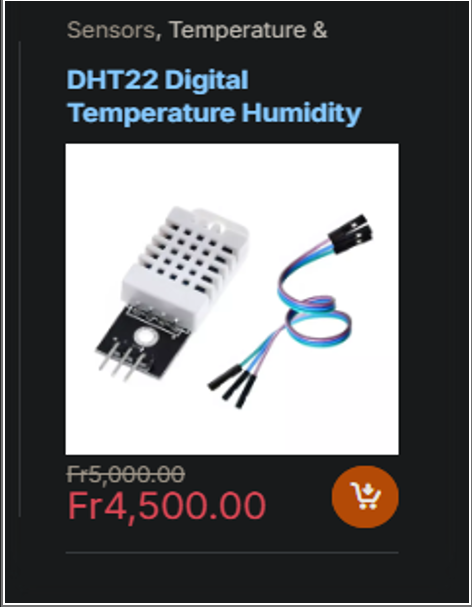 Sensors, Temperature &
DHT22 Digital
Temperature Humidity
Fr5,000.00
Fr4,500.00